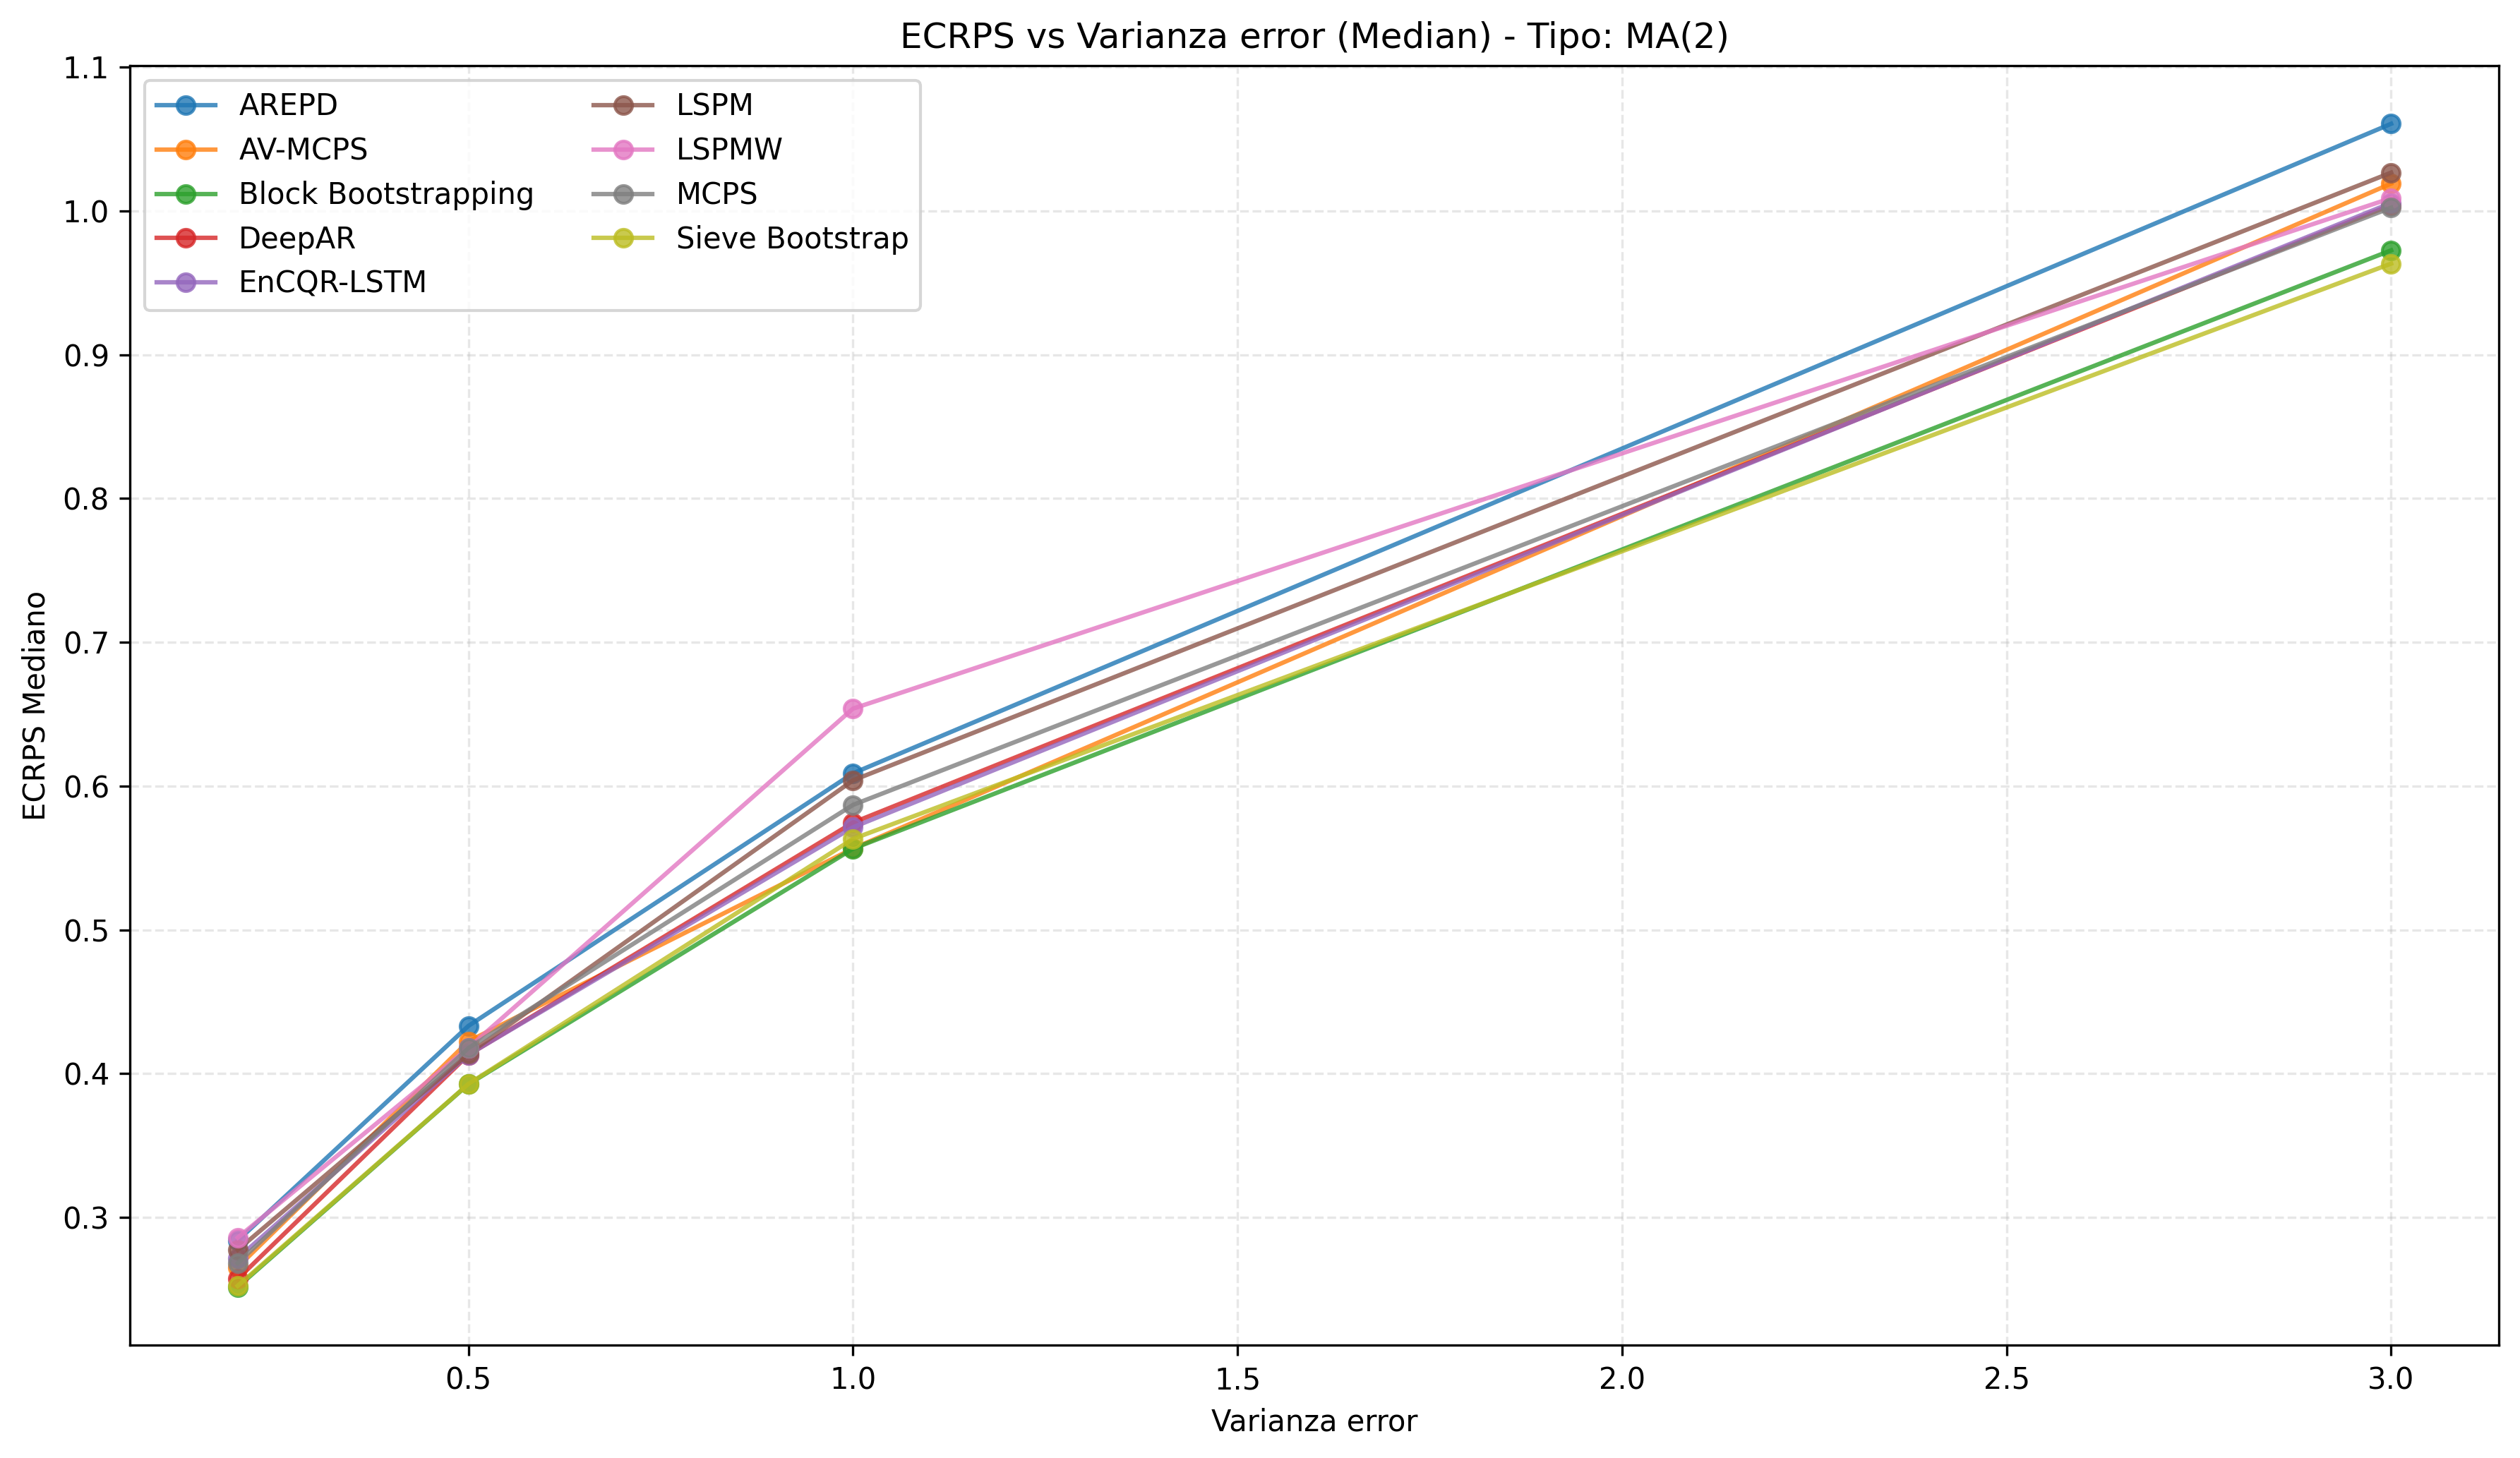 ECRPS vs Varianza error (Median) - Tipo: MA(2)
1.1
1.0
0.9
0.8
0.7
0.6
0.5
0.4
0.3
ECRPS Mediano
AREPD
AV-MCPS
Block Bootstrapping
DeepAR
EnCQR-LSTM
LSPM
LSPMW
MCPS
Sieve Bootstrap
0.5
1.0
1.5
2.0
2.5
3.0
Varianza error